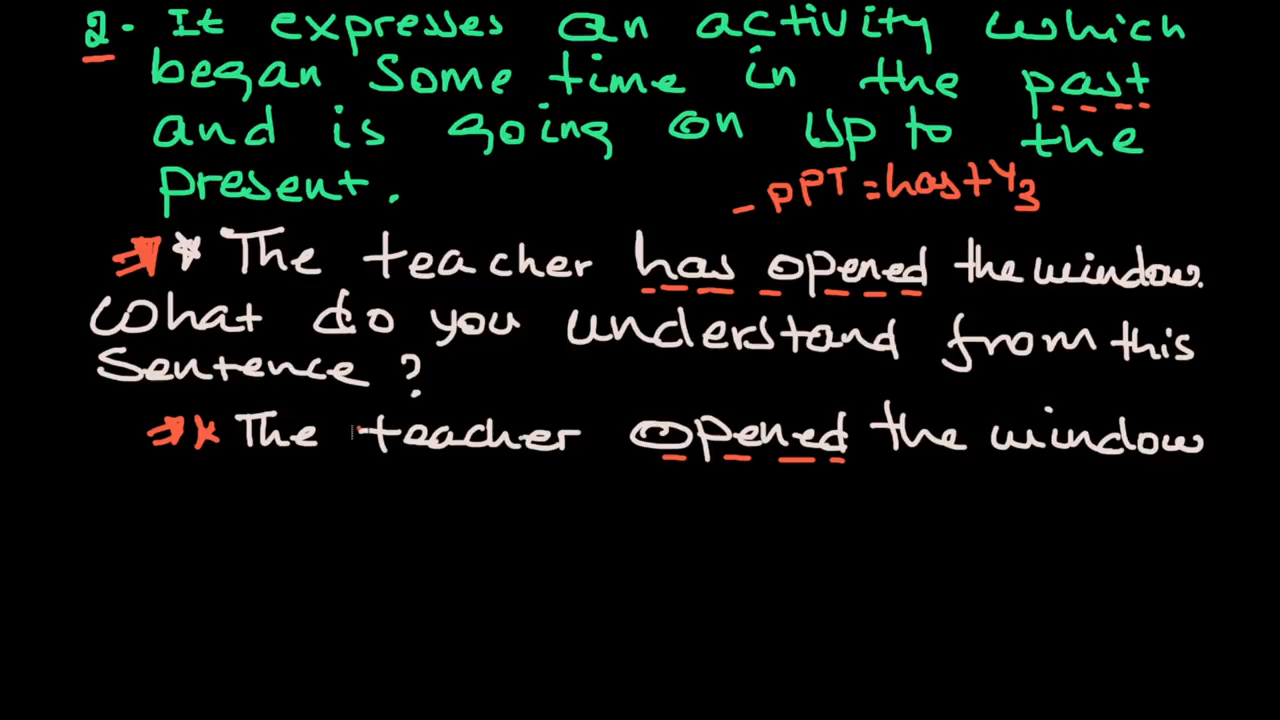 2. It expresses an activity which
began some time in the past
and is going on up to the
present.
- PPT = has + V3
⇒* The teacher has opened the window.
What do you understand from this
sentence?
⇒* The teacher opened the window